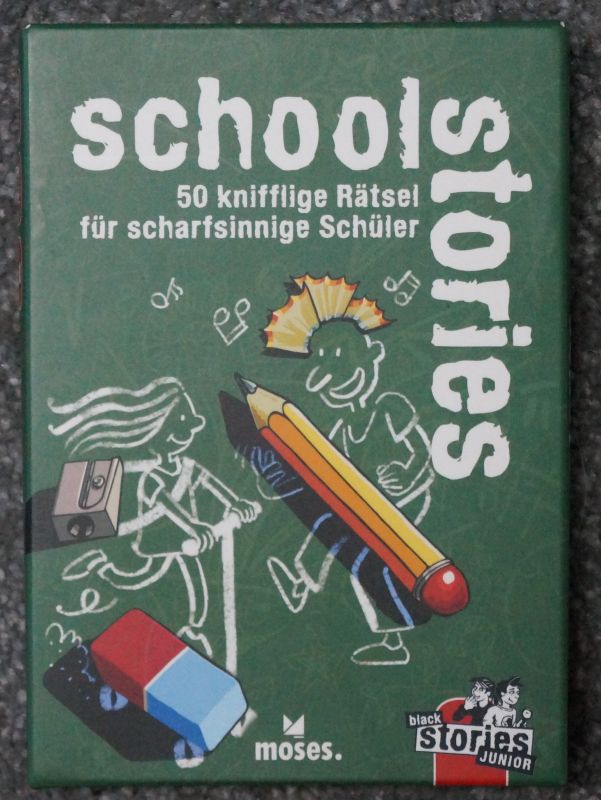 school
stories
50 knifflige Rätsel
für scharfsinnige Schüler
moses.
black
stories
JUNIOR